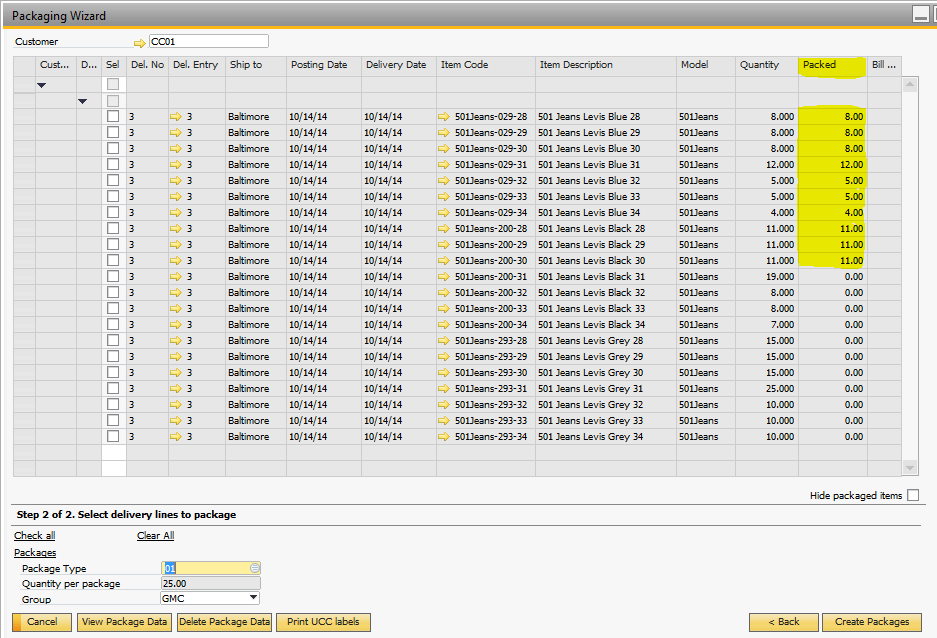 Packaging Wizard
Customer CC01
Cust... D... Sel Del. No Del. Entry Ship to Posting Date Delivery Date Item Code Item Description Model Quantity Packed Bill ...
3 3 Baltimore 10/14/14 10/14/14 501Jeans-029-28 501 Jeans Levis Blue 28 501Jeans 8.000 8.00
3 3 Baltimore 10/14/14 10/14/14 501Jeans-029-29 501 Jeans Levis Blue 29 501Jeans 8.000 8.00
3 3 Baltimore 10/14/14 10/14/14 501Jeans-029-30 501 Jeans Levis Blue 30 501Jeans 8.000 8.00
3 3 Baltimore 10/14/14 10/14/14 501Jeans-029-31 501 Jeans Levis Blue 31 501Jeans 12.000 12.00
3 3 Baltimore 10/14/14 10/14/14 501Jeans-029-32 501 Jeans Levis Blue 32 501Jeans 5.000 5.00
3 3 Baltimore 10/14/14 10/14/14 501Jeans-029-33 501 Jeans Levis Blue 33 501Jeans 5.000 5.00
3 3 Baltimore 10/14/14 10/14/14 501Jeans-029-34 501 Jeans Levis Blue 34 501Jeans 4.000 4.00
3 3 Baltimore 10/14/14 10/14/14 501Jeans-200-28 501 Jeans Levis Black 28 501Jeans 11.000 11.00
3 3 Baltimore 10/14/14 10/14/14 501Jeans-200-29 501 Jeans Levis Black 29 501Jeans 11.000 11.00
3 3 Baltimore 10/14/14 10/14/14 501Jeans-200-30 501 Jeans Levis Black 30 501Jeans 11.000 11.00
3 3 Baltimore 10/14/14 10/14/14 501Jeans-200-31 501 Jeans Levis Black 31 501Jeans 19.000 0.00
3 3 Baltimore 10/14/14 10/14/14 501Jeans-200-32 501 Jeans Levis Black 32 501Jeans 8.000 0.00
3 3 Baltimore 10/14/14 10/14/14 501Jeans-200-33 501 Jeans Levis Black 33 501Jeans 8.000 0.00
3 3 Baltimore 10/14/14 10/14/14 501Jeans-200-34 501 Jeans Levis Black 34 501Jeans 7.000 0.00
3 3 Baltimore 10/14/14 10/14/14 501Jeans-293-28 501 Jeans Levis Grey 28 501Jeans 15.000 0.00
3 3 Baltimore 10/14/14 10/14/14 501Jeans-293-29 501 Jeans Levis Grey 29 501Jeans 15.000 0.00
3 3 Baltimore 10/14/14 10/14/14 501Jeans-293-30 501 Jeans Levis Grey 30 501Jeans 15.000 0.00
3 3 Baltimore 10/14/14 10/14/14 501Jeans-293-31 501 Jeans Levis Grey 31 501Jeans 25.000 0.00
3 3 Baltimore 10/14/14 10/14/14 501Jeans-293-32 501 Jeans Levis Grey 32 501Jeans 10.000 0.00
3 3 Baltimore 10/14/14 10/14/14 501Jeans-293-33 501 Jeans Levis Grey 33 501Jeans 10.000 0.00
3 3 Baltimore 10/14/14 10/14/14 501Jeans-293-34 501 Jeans Levis Grey 34 501Jeans 10.000 0.00
Hide packaged items
Step 2 of 2. Select delivery lines to package
Check all Clear All
Packages
Package Type 01
Quantity per package 25.00
Group GMC
Cancel View Package Data Delete Package Data Print UCC labels < Back Create Packages